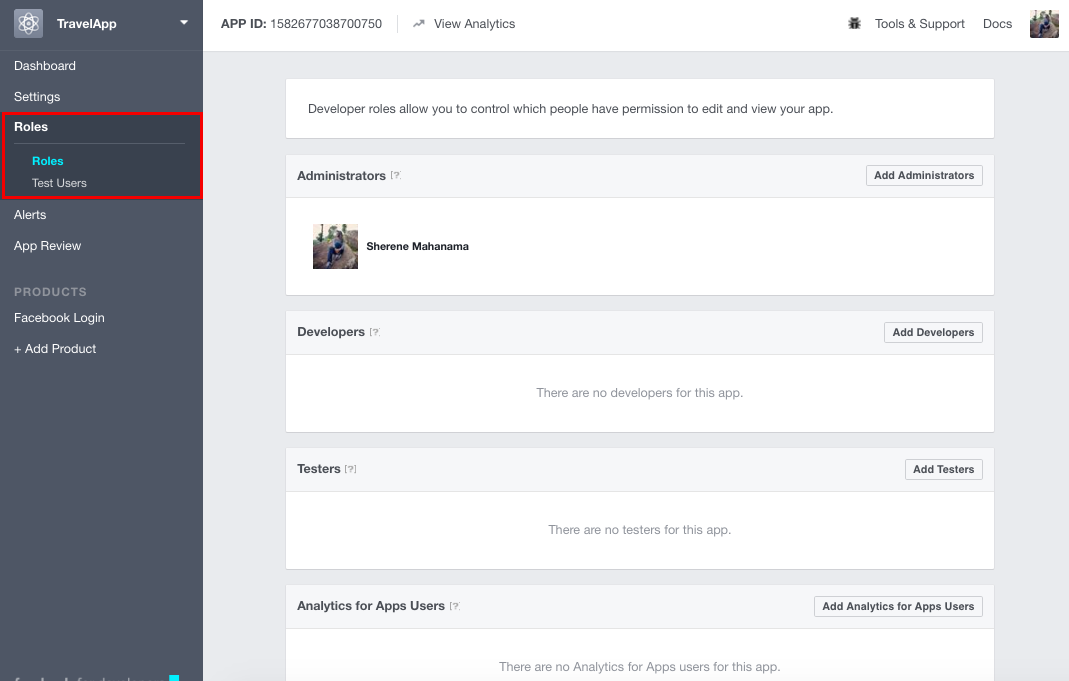 TravelApp
APP ID: 1582677038700750
View Analytics
Tools & Support
Docs
Dashboard
Settings
Roles
Roles
Test Users
Alerts
App Review
PRODUCTS
Facebook Login
+ Add Product
Developer roles allow you to control which people have permission to edit and view your app.
Administrators [?]
Add Administrators
Sherene Mahanama
Developers [?]
Add Developers
There are no developers for this app.
Testers [?]
Add Testers
There are no testers for this app.
Analytics for Apps Users [?]
Add Analytics for Apps Users
There are no Analytics for Apps users for this app.